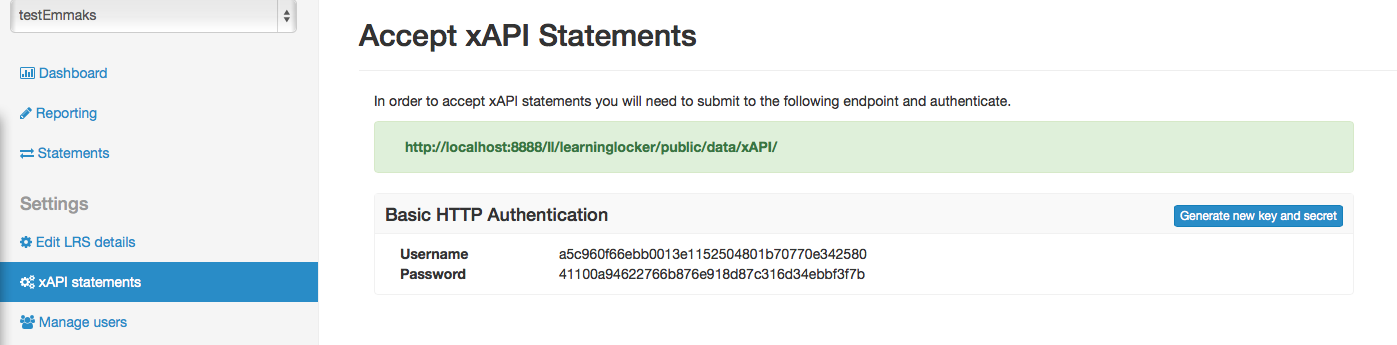 testEmmaks
Dashboard
Reporting
Statements
Settings
Edit LRS details
xAPI statements
Manage users
Accept xAPI Statements
In order to accept xAPI statements you will need to submit to the following endpoint and authenticate.
http://localhost:8888/ll/learninglocker/public/data/xAPI/
Basic HTTP Authentication
Generate new key and secret
Username a5c960f66ebb0013e1152504801b70770e342580
Password 41100a94622766b876e918d87c316d34ebbf3f7b